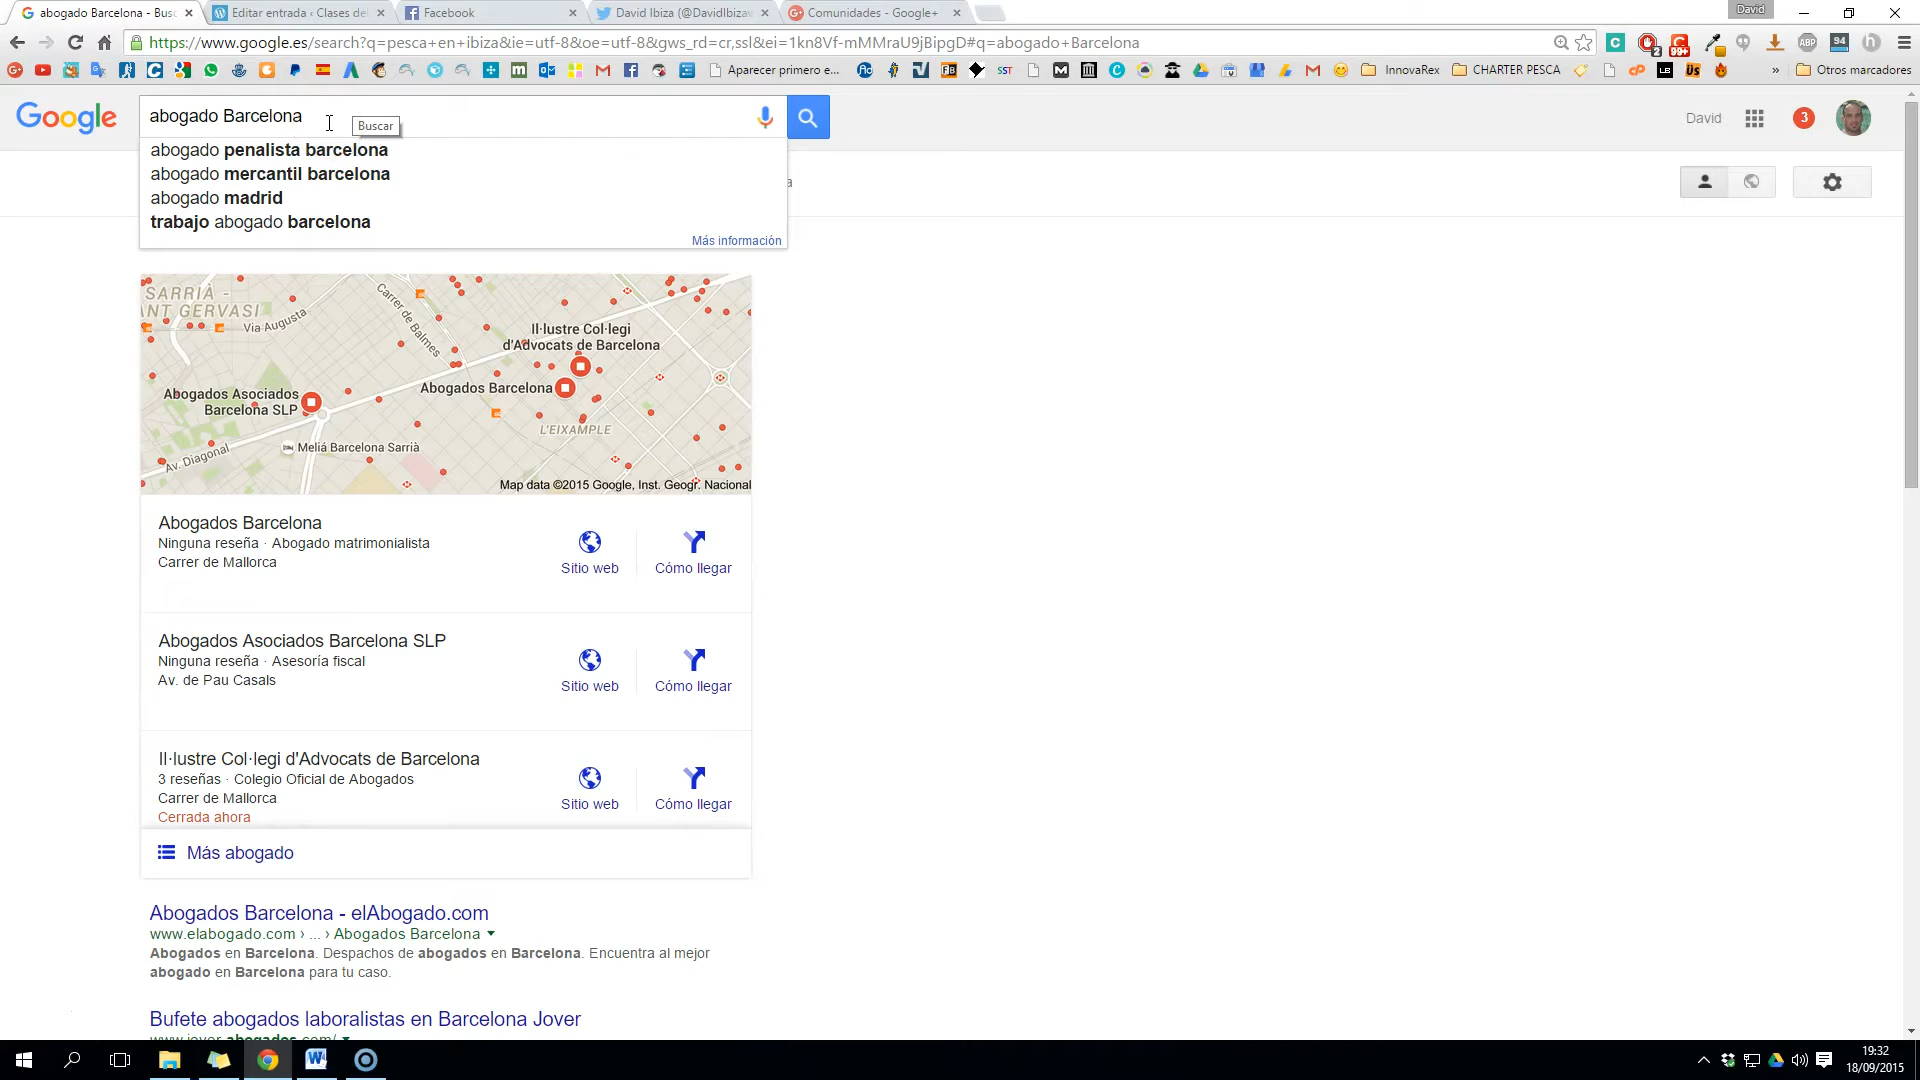 abogado Barcelona - Busc
Editar entrada ‹ Clases del
Facebook
David Ibiza (@DavidIbizav
Comunidades - Google+
David
https://www.google.es/search?q=pesca+en+ibiza&ie=utf-8&oe=utf-8&gws_rd=cr,ssl&ei=1kn8Vf-mMMraU9jBipgD#q=abogado+Barcelona
Aparecer primero e...
InnovaRex
CHARTER PESCA
»
Otros marcadores
Google
abogado Barcelona
Buscar
David
3
abogado penalista barcelona
abogado mercantil barcelona
abogado madrid
trabajo abogado barcelona
Más información
SARRIÀ -
ANT GERVASI
Via Augusta
Carrer de Balmes
Il·lustre Col·legi
d'Advocats de Barcelona
Abogados Barcelona
Abogados Asociados
Barcelona SLP
L'EIXAMPLE
Meliá Barcelona Sarrià
Av. Diagonal
Map data ©2015 Google, Inst. Geogr. Nacional
Abogados Barcelona
Ninguna reseña · Abogado matrimonialista
Carrer de Mallorca
Sitio web
Cómo llegar
Abogados Asociados Barcelona SLP
Ninguna reseña · Asesoría fiscal
Av. de Pau Casals
Sitio web
Cómo llegar
Il·lustre Col·legi d'Advocats de Barcelona
3 reseñas · Colegio Oficial de Abogados
Carrer de Mallorca
Cerrada ahora
Sitio web
Cómo llegar
Más abogado
Abogados Barcelona - elAbogado.com
www.elabogado.com › ... › Abogados Barcelona
Abogados en Barcelona. Despachos de abogados en Barcelona. Encuentra al mejor
abogado en Barcelona para tu caso.
Bufete abogados laboralistas en Barcelona Jover
www.jover-abogados.com/
19:32
18/09/2015